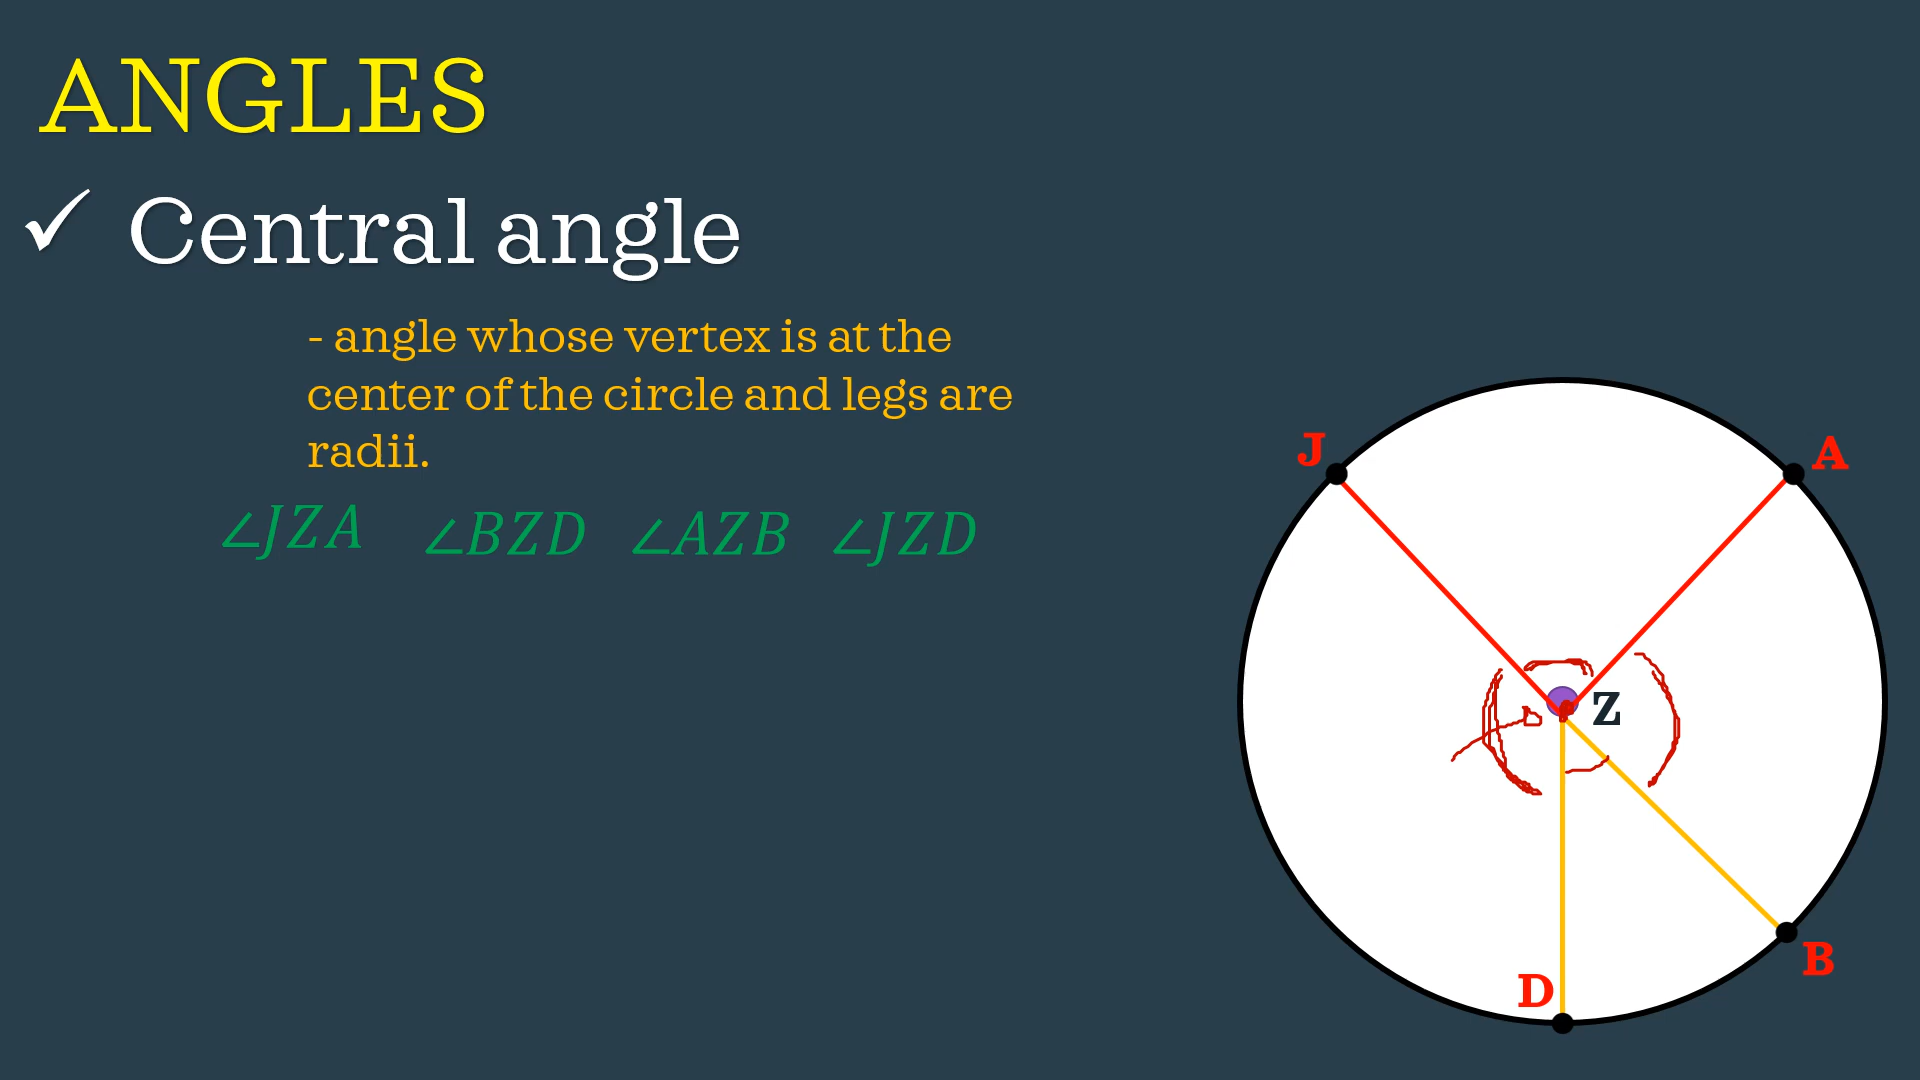 ANGLES
✓ Central angle
- angle whose vertex is at the
center of the circle and legs are
radii.
∠JZA ∠BZD ∠AZB ∠JZD
J
A
Z
B
D